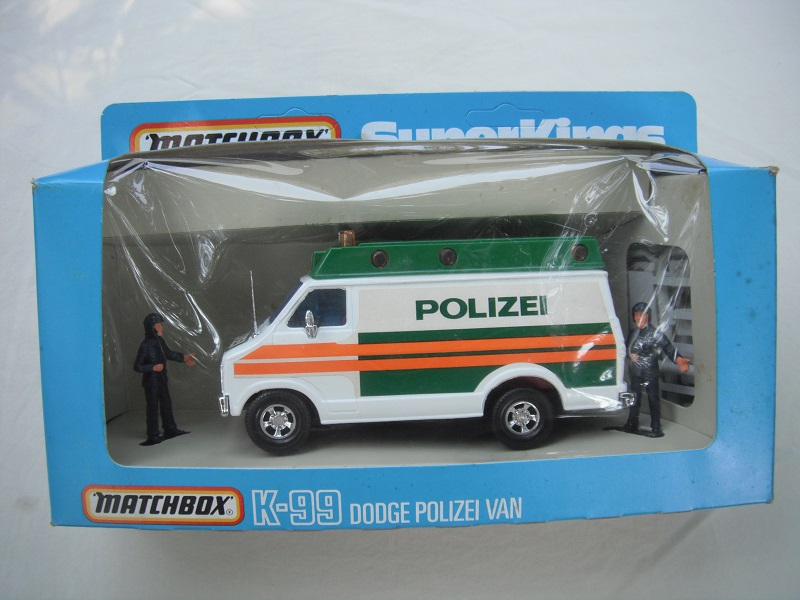 MATCHBOX SuperKings
POLIZEI
MATCHBOX® K-99 DODGE POLIZEI VAN